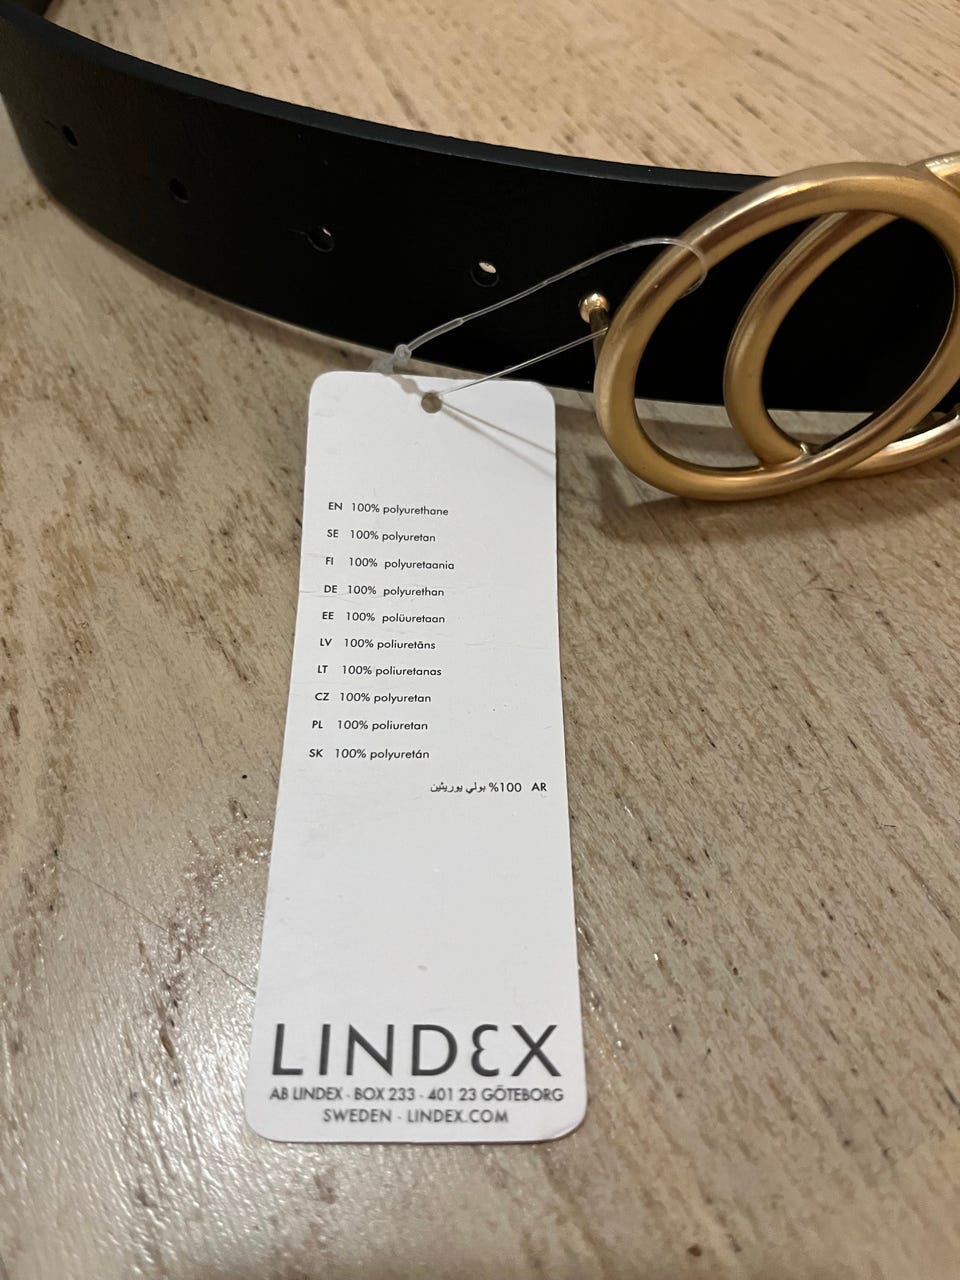 EN 100% polyurethane
SE 100% polyuretan
FI 100% polyuretaania
DE 100% polyurethan
EE 100% polüuretaan
LV 100% poliuretāns
LT 100% poliuretanas
CZ 100% polyuretan
PL 100% poliuretan
SK 100% polyuretán
AR 100% بولي يوريثين
LINDEX
AB LINDEX · BOX 233 · 401 23 GÖTEBORG
SWEDEN · LINDEX.COM